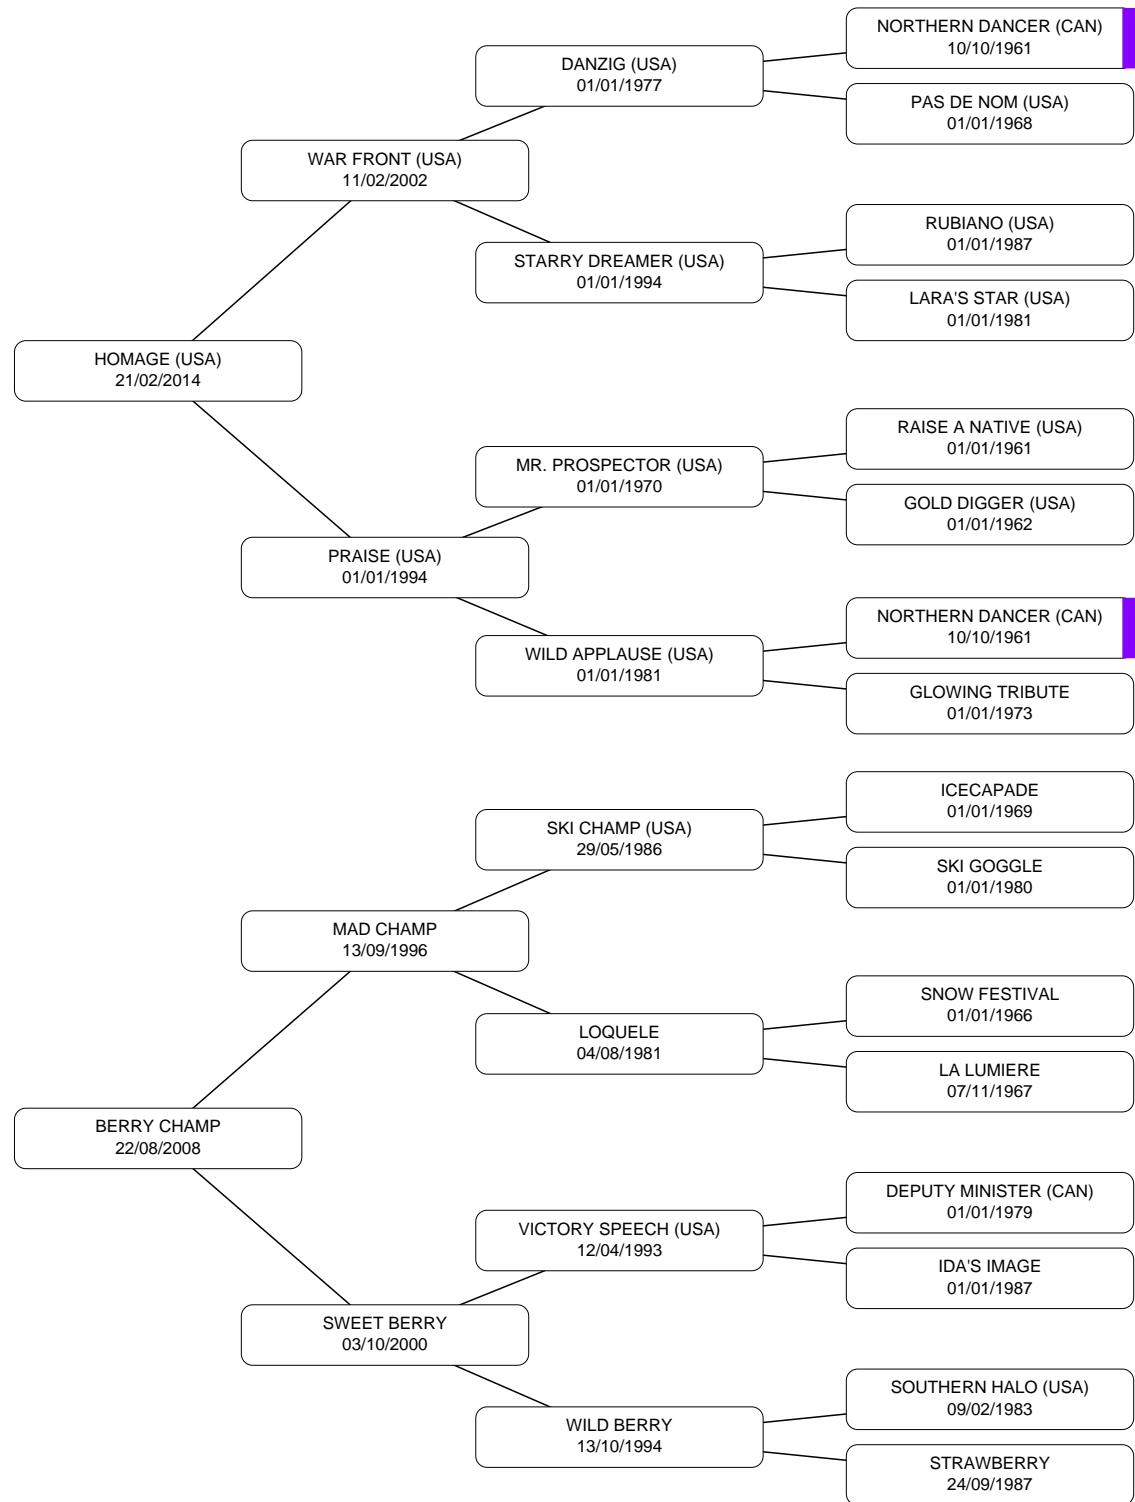 NORTHERN DANCER (CAN)
10/10/1961
DANZIG (USA)
01/01/1977
PAS DE NOM (USA)
01/01/1968
WAR FRONT (USA)
11/02/2002
RUBIANO (USA)
01/01/1987
STARRY DREAMER (USA)
01/01/1994
LARA'S STAR (USA)
01/01/1981
HOMAGE (USA)
21/02/2014
RAISE A NATIVE (USA)
01/01/1961
MR. PROSPECTOR (USA)
01/01/1970
GOLD DIGGER (USA)
01/01/1962
PRAISE (USA)
01/01/1994
NORTHERN DANCER (CAN)
10/10/1961
WILD APPLAUSE (USA)
01/01/1981
GLOWING TRIBUTE
01/01/1973
ICECAPADE
01/01/1969
SKI CHAMP (USA)
29/05/1986
SKI GOGGLE
01/01/1980
MAD CHAMP
13/09/1996
SNOW FESTIVAL
01/01/1966
LOQUELE
04/08/1981
LA LUMIERE
07/11/1967
BERRY CHAMP
22/08/2008
DEPUTY MINISTER (CAN)
01/01/1979
VICTORY SPEECH (USA)
12/04/1993
IDA'S IMAGE
01/01/1987
SWEET BERRY
03/10/2000
SOUTHERN HALO (USA)
09/02/1983
WILD BERRY
13/10/1994
STRAWBERRY
24/09/1987